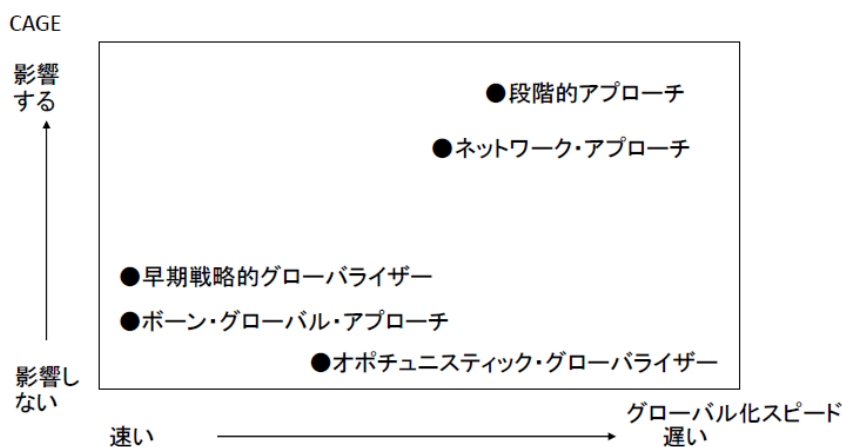 CAGE
影響
する
●段階的アプローチ
●ネットワーク・アプローチ
●早期戦略的グローバライザー
●ボーン・グローバル・アプローチ
●オポチュニスティック・グローバライザー
影響し
ない
グローバル化スピード
速い
遅い